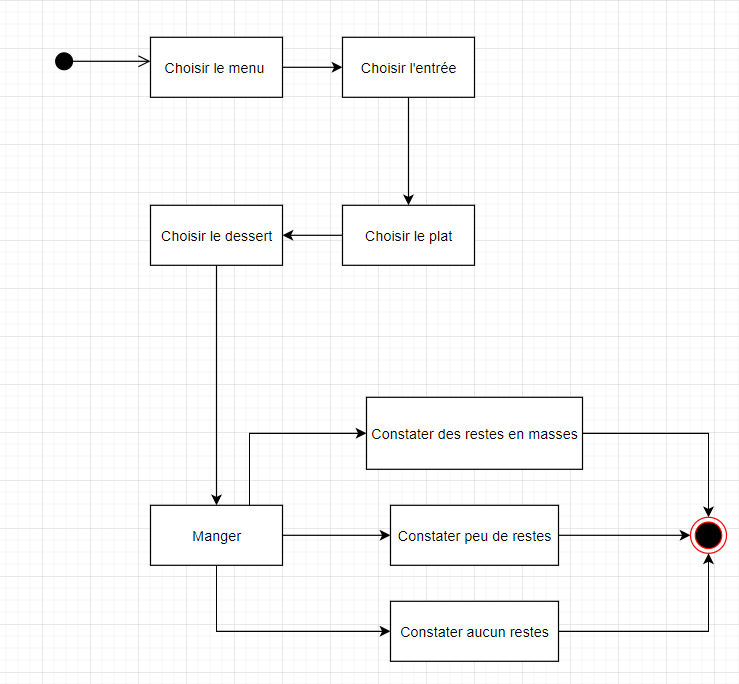 Choisir le menu
Choisir l'entrée
Choisir le dessert
Choisir le plat
Constater des restes en masses
Manger
Constater peu de restes
Constater aucun restes